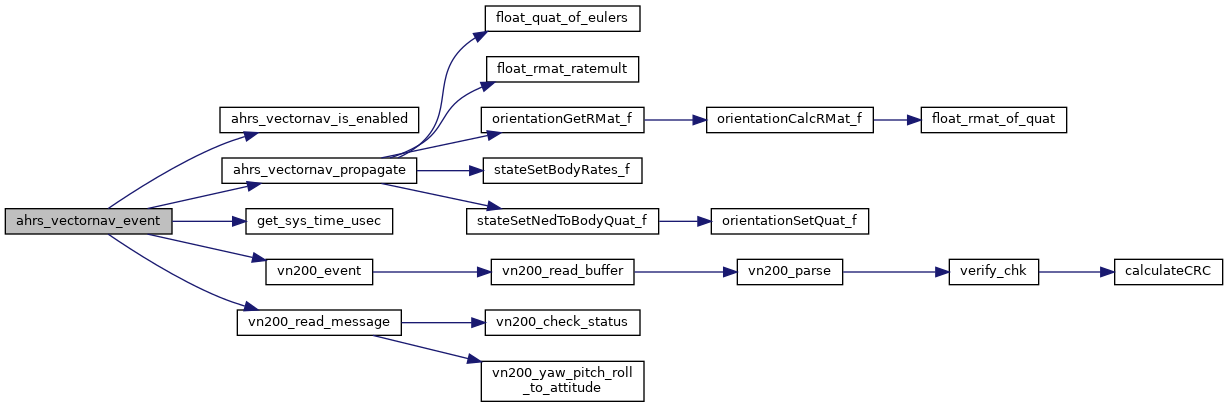 float_quat_of_eulers
float_rmat_ratemult
ahrs_vectornav_is_enabled
orientationGetRMat_f
orientationCalcRMat_f
float_rmat_of_quat
ahrs_vectornav_propagate
stateSetBodyRates_f
ahrs_vectornav_event
get_sys_time_usec
stateSetNedToBodyQuat_f
orientationSetQuat_f
vn200_event
vn200_read_buffer
vn200_parse
verify_chk
calculateCRC
vn200_read_message
vn200_check_status
vn200_yaw_pitch_roll
_to_attitude